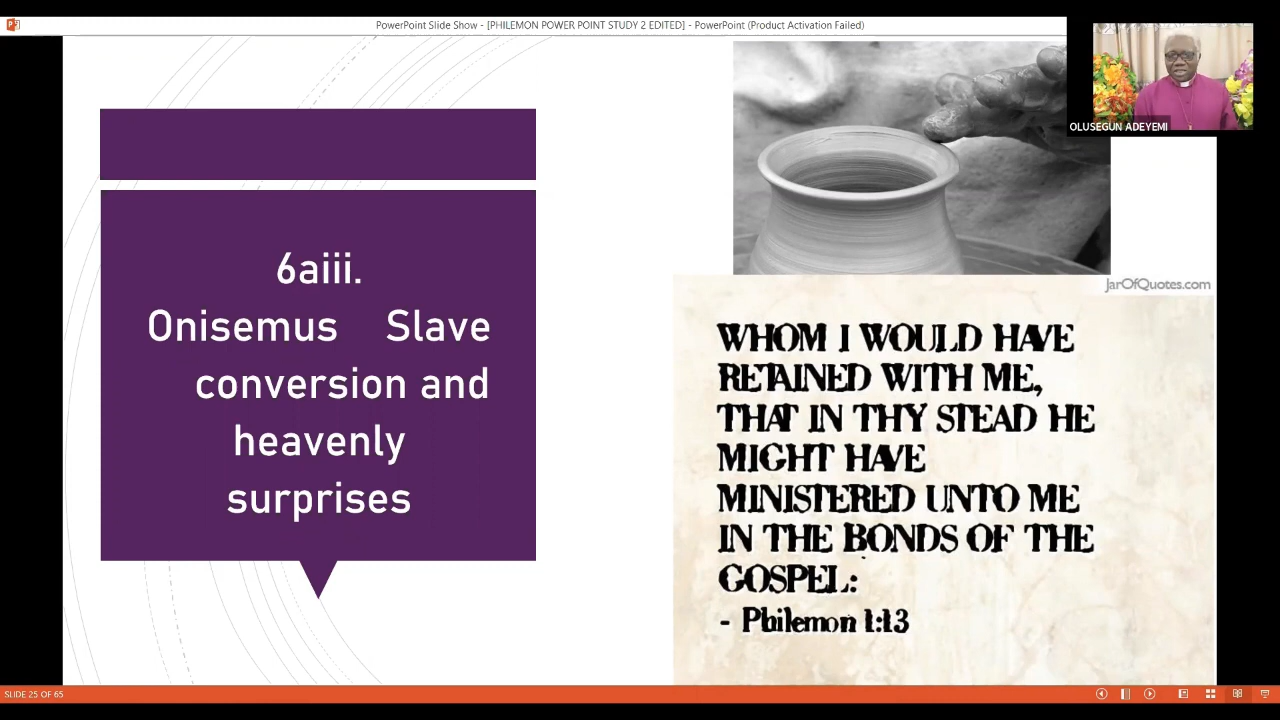 PowerPoint Slide Show - [PHILEMON POWER POINT STUDY 2 EDITED] - PowerPoint (Product Activation Failed)
OLUSEGUN ADEYEMI
6aiii.
Onisemus Slave
conversion and
heavenly
surprises
JarOfQuotes.com
WHOM I WOULD HAVE
RETAINED WITH ME,
THAT IN THY STEAD HE
MIGHT HAVE
MINISTERED UNTO ME
IN THE BONDS OF THE
GOSPEL:
- Philemon 1:13
SLIDE 25 OF 65